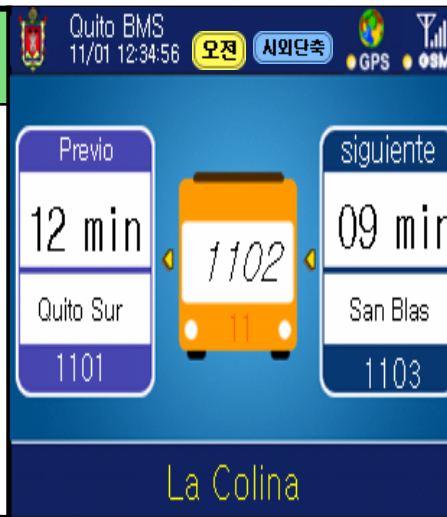 Quito BMS
11/01 12:34:56 오전 시외단축 GPS GSM
Previo
12 min
Quito Sur
1101
1102
11
siguiente
09 min
San Blas
1103
La Colina